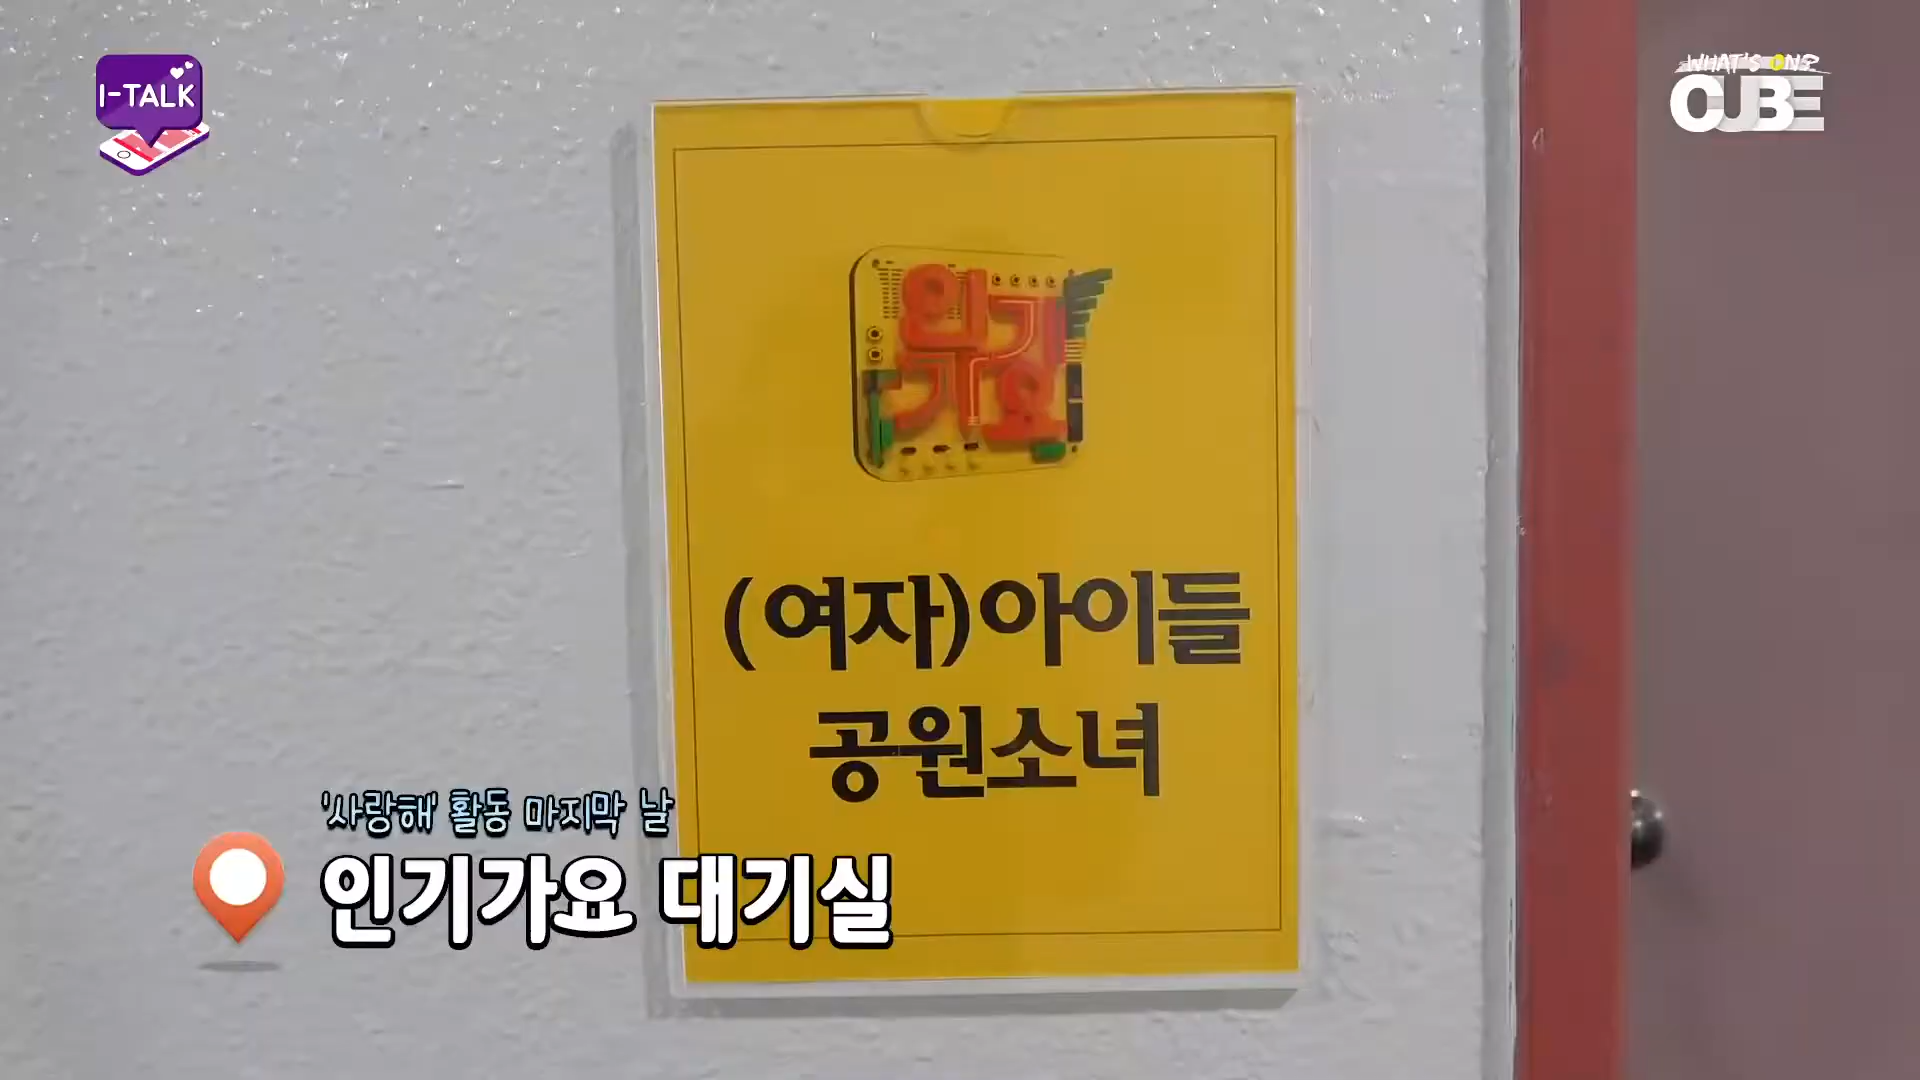 I-TALK
WHAT'S ON?
CUBE
인기
가요
(여자)아이들
공원소녀
'사랑해' 활동 마지막 날
인기가요 대기실